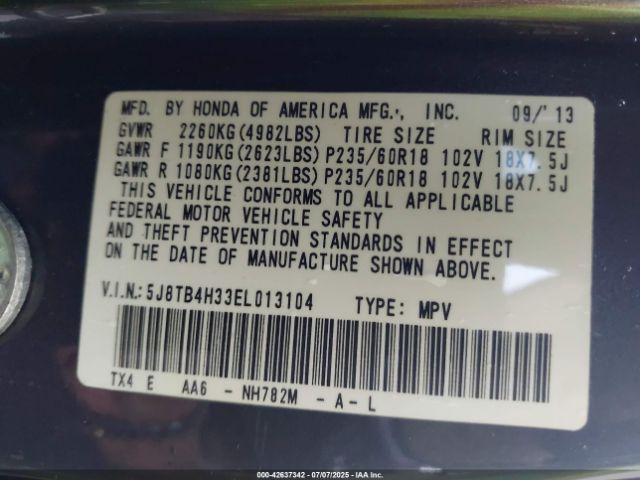 MFD. BY HONDA OF AMERICA MFG., INC. 09/'13
GVWR 2260KG(4982LBS) TIRE SIZE RIM SIZE
GAWR F 1190KG(2623LBS) P235/60R18 102V 18X7.5J
GAWR R 1080KG(2381LBS) P235/60R18 102V 18X7.5J
THIS VEHICLE CONFORMS TO ALL APPLICABLE
FEDERAL MOTOR VEHICLE SAFETY
AND THEFT PREVENTION STANDARDS IN EFFECT
ON THE DATE OF MANUFACTURE SHOWN ABOVE.
V.I.N.: 5J8TB4H33EL013104 TYPE: MPV
TX4 E AA6 - NH782M - A - L
000-42637342 - 07/07/2025 - IAA Inc.